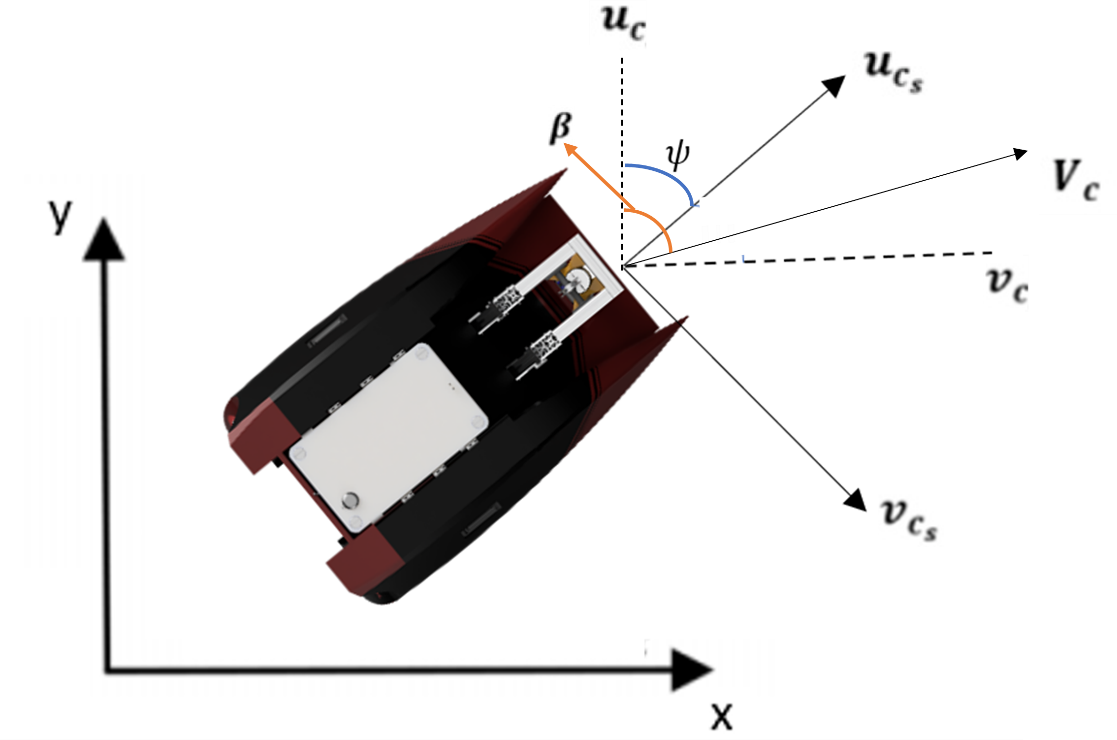 u_c
u_{c_s}
β
ψ
V_c
y
v_c
v_{c_s}
x